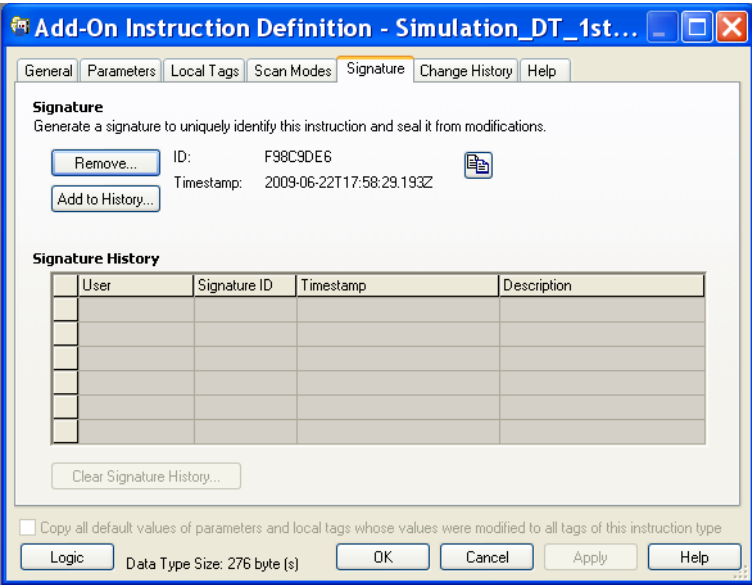 Add-On Instruction Definition - Simulation_DT_1st...
General Parameters Local Tags Scan Modes Signature Change History Help
Signature
Generate a signature to uniquely identify this instruction and seal it from modifications.
Remove... ID: F98C9DE6
Timestamp: 2009-06-22T17:58:29.193Z
Add to History...
Signature History
User Signature ID Timestamp Description
Clear Signature History...
Copy all default values of parameters and local tags whose values were modified to all tags of this instruction type
Logic Data Type Size: 276 byte (s) OK Cancel Apply Help